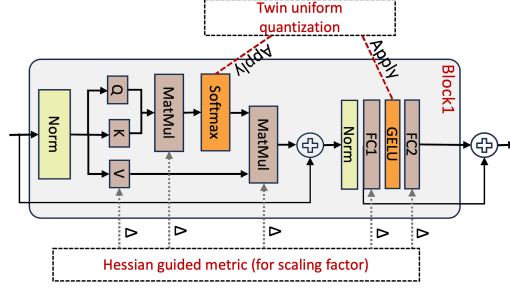 Twin uniform
quantization
Apply
Apply
Block1
Norm
Q
K
V
MatMul
Softmax
MatMul
Norm
FC1
GELU
FC2
Δ
Δ
Δ
Δ
Δ
Hessian guided metric (for scaling factor)